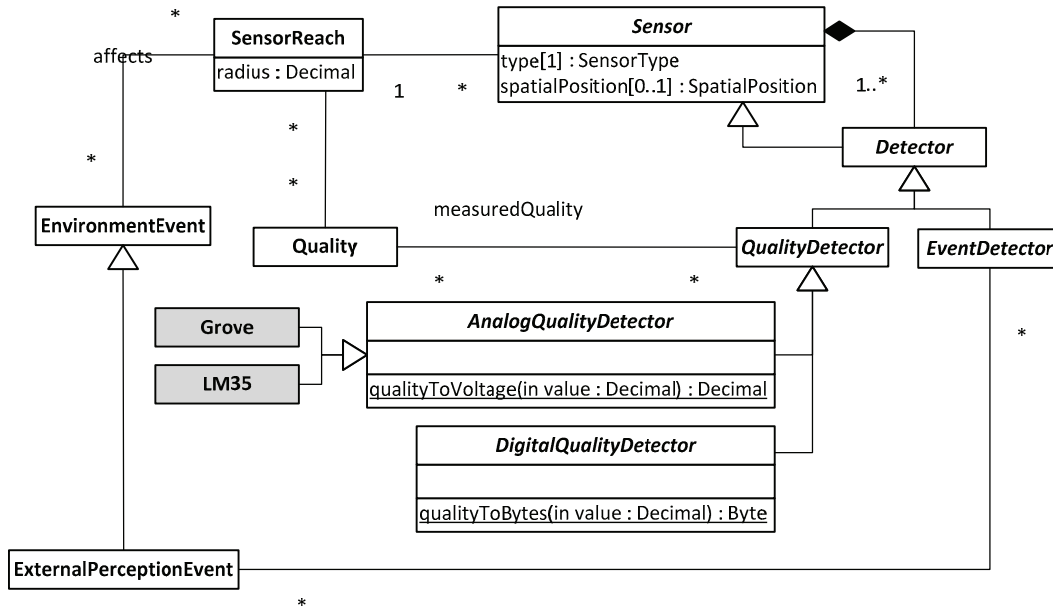 *
Sensor
SensorReach
affects
radius : Decimal
type[1] : SensorType
spatialPosition[0..1] : SpatialPosition
1
*
1..*
*
Detector
*
*
measuredQuality
EnvironmentEvent
Quality
QualityDetector
EventDetector
*
*
Grove
AnalogQualityDetector
*
LM35
qualityToVoltage(in value : Decimal) : Decimal
DigitalQualityDetector
qualityToBytes(in value : Decimal) : Byte
ExternalPerceptionEvent
*